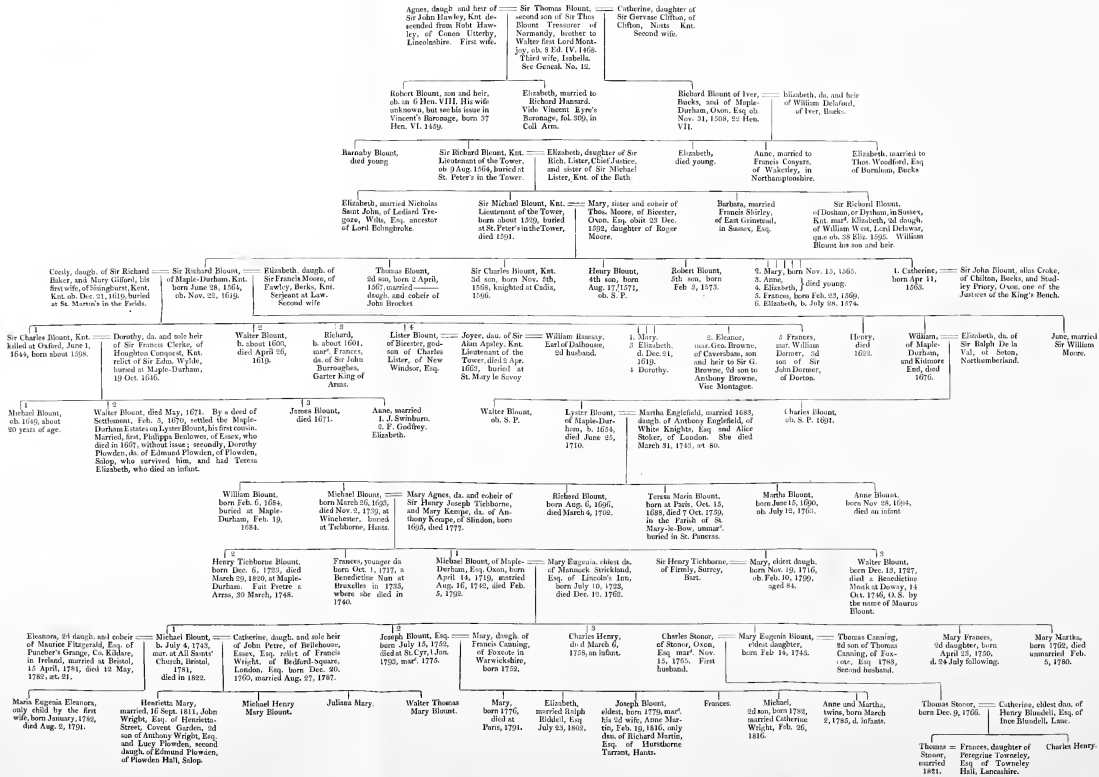 Agnes, daugh and heir of
Sir John Hawley, Knt de-
scended from Robt Haw-
ley, of Conon Utterby,
Lincolnshire. First wife.
Sir Thomas Blount,
second son of Sir Thos
Blount Treasurer of
Normandy, brother to
Walter first Lord Mont-
joy, ob. 8 Ed. IV. 1468.
Third wife, Isabella.
See Geneal. No. 12.
Catherine, daughter of
Sir Gervase Clifton, of
Clifton, Notts Knt.
Second wife.
Robert Blount, son and heir,
ob. an 6 Hen. VIII. His wife
unknown, but see his issue in
Vincent's Baronage, born 37
Hen. VI. 1459.
Elizabeth, married to
Richard Hansard.
Vide Vincent Eyre's
Baronage, fol. 309, in
Coll Arm.
Richard Blount of Iver,
Bucks, and of Maple-
Durham, Oxon. Esq ob.
Nov. 31, 1508, 22 Hen.
VII.
Elizabeth, da. and heir
of William Delaford,
of Iver, Bucks.
Barnaby Blount,
died young
Sir Richard Blount, Knt.
Lieutenant of the Tower,
ob 9 Aug. 1564, buried at
St. Peter's in the Tower.
Elizabeth, daughter of Sir
Rich. Lister, Chief Justice,
and sister of Sir Michael
Lister, Knt. of the Bath
Elizabeth,
died young.
Anne, married to
Francis Conyers,
of Wakerley, in
Northamptonshire.
Elizabeth, married to
Thos. Woodford, Esq
of Burnham, Bucks
Elizabeth, married Nicholas
Saint John, of Lediard Tre-
goze, Wilts, Esq. ancestor
of Lord Bolingbroke.
Sir Michael Blount, Knt.
Lieutenant of the Tower,
born about 1529, buried
at St. Peter's in the Tower,
died 1591.
Mary, sister and coheir of
Thos. Moore, of Bicester,
Oxon. Esq. obiit 23 Dec.
1592, daughter of Roger
Moore.
Barbara, married
Francis Shirley,
of East Grinstead,
in Sussex, Esq.
Sir Richard Blount,
of Dosham, or Dysham, in Sussex,
Knt. mard. Elizabeth, 2d daugh.
of William West, Lord Delawar,
quæ ob. 38 Eliz. 1595. William
Blount his son and heir.
Cecily, daugh. of Sir Richard
Baker, and Mary Gifford, his
first wife, of Sisingburst, Kent,
Knt. ob. Dec. 21, 1619, buried
at St. Martin's in the Fields.
Sir Richard Blount,
of Maple-Durham, Knt.
born June 28, 1564,
ob. Nov. 22, 1619.
Elizabeth. daugh. of
Sir Francis Moore, of
Fawley, Berks, Knt.
Serjeant at Law.
Second wife
Thomas Blount,
2d son, born 2 April,
1567, married
daugh. and coheir of
John Brocket
Sir Charles Blount, Knt.
3d son, born Nov. 5th,
1568, knighted at Cadiz,
1596.
Henry Blount,
4th son, born
Aug. 17, 1571,
ob. S. P.
Robert Blount,
5th son, born
Feb 3, 1573.
2. Mary, born Nov. 15, 1565.
3. Anne,
4. Elizabeth, } died young.
5. Frances, born Feb. 23, 1569.
6. Elizabeth, b. July 28, 1574.
1. Catherine,
born Apr 11,
1563.
Sir John Blount, alias Croke,
of Chilton, Becks, and Stud-
ley Priory, Oxon, one of the
Justices of the King's Bench.
Sir Charles Blount, Knt.
killed at Oxford, June 1,
1644, born about 1598.
Dorothy, da. and sole heir
of Sir Francis Clerke, of
Houghton Conquest, Knt.
relict of Sir Edm. Wylde,
buried at Maple-Durham,
19 Oct. 1646.
2
Walter Blount,
b. about 1600,
died April 26,
1619.
3
Richard,
b. about 1601,
marr. Frances,
da. of Sir John
Burroughes,
Garter King of
Arms.
4
Lister Blount,
of Bicester, god-
son of Charles
Lister, of New
Windsor, Esq.
Joyce, dau. of Sir
Alan Apsley, Knt.
Lieutenant of the
Tower, died 2 Apr.
1663, buried at
St. Mary le Savoy
William Ramsay,
Earl of Dalhouse,
2d husband.
1. Mary.
3 Elizabeth,
d. Dec. 21,
1619.
4 Dorothy.
2. Eleanor,
mar. Geo. Browne,
of Caversham, son
and heir to Sir G.
Browne, 2d son to
Anthony Browne,
Visc Montagne.
5 Frances,
mar. William
Dormer, 3d
son of Sir
John Dormer,
of Dorton.
Henry,
died
1622.
William,
of Maple-
Durham,
and Kidmore
End, died
1676.
Elizabeth, da. of
Sir Ralph De la
Val, of Seton,
Northumberland.
Jane, married
Sir William
Moore.
1
Michael Blount,
ob. 1649, about
20 years of age.
2
Walter Blount, died May, 1671. By a deed of
Settlement, Feb. 5, 1670, settled the Maple-
Durham Estates on Lyster Blount, his first cousin.
Married, first, Philippa Benlowes, of Essex, who
died in 1667, without issue; secondly, Dorothy
Plowden, da. of Edmund Plowden, of Plowden,
Salop, who survived him, and had Teresa
Elizabeth, who died an infant.
3
James Blount,
died 1671.
Anne, married
1. J. Swinburn.
2. F. Godfrey.
Elizabeth.
Walter Blount,
ob. S. P.
Lyster Blount,
of Maple-Dur-
ham, b. 1654,
died June 25,
1710.
Martha Englefield, married 1683,
daugh. of Anthony Englefield, of
White Knights, Esq and Alice
Stoker, of London. She died
March 31, 1743, æt 80.
Charles Blount,
ob. S. P. 1691.
William Blount,
born Feb. 6, 1684,
buried at Maple-
Durham, Feb. 19,
1684.
Michael Blount,
born March 26, 1693,
died Nov. 2, 1739, at
Winchester, buried
at Tichborne, Hants.
Mary Agnes, da. and coheir of
Sir Henry Joseph Tichborne,
and Mary Kempe, da. of An-
thony Kempe, of Slindon, born
1695, died 1777.
Richard Blount,
born Aug. 6, 1696,
died March 4, 1702.
Teresa Maria Blount,
born at Paris, Oct. 15,
1688, died 7 Oct. 1759,
in the Parish of St.
Mary-le-Bow, unmarr.
buried in St. Pancras.
Martha Blount,
born June 15, 1690,
ob. July 12, 1763.
Anne Blount,
born Nov 28, 1694,
died an infant
2
Henry Tichborne Blount,
born Dec. 6, 1723, died
March 29, 1820, at Maple-
Durham. Fait Pretre a
Arras, 30 March, 1748.
Frances, younger da
born Oct. 1, 1717, a
Benedictine Nun at
Bruxelles in 1735,
where she died in
1740.
1
Michael Blount, of Maple-
Durham, Esq. Oxon, born
April 14, 1719, married
Aug. 16, 1742, died Feb.
5, 1792.
Mary Eugenia, eldest da.
of Mannock Strickland,
Esq. of Lincoln's Inn,
born July 10, 1723,
died Dec. 12, 1762.
Sir Henry Tichborne,
of Firmly, Surrey,
Bart.
Mary, eldest daugh.
born Nov. 19, 1716,
ob. Feb. 10, 1799,
aged 84.
3
Walter Blount,
born Dec. 13, 1727,
died a Benedictine
Monk at Doway, 14
Oct. 1746, O. S. by
the name of Maurus
Blount.
Eleanora, 2d daugh. and coheir
of Maurice Fitzgerald, Esq. of
Puncher's Grange, Co. Kildare,
in Ireland, married at Bristol,
15 April, 1781, died 12 May,
1782, æt. 21.
1
Michael Blount,
b. July 4, 1743,
mar. at All Saints'
Church, Bristol,
1781,
died in 1822.
Catherine, daugh. and sole heir
of John Petre, of Bellehouse,
Essex, Esq. relict of Francis
Wright, of Bedford-Square,
London. Esq. born Dec. 20,
1760, married Aug. 27, 1787.
2
Joseph Blount, Esq.
born July 15, 1752,
died at St. Cyr, 1 Jan.
1793, marr. 1775.
Mary, daugh. of
Francis Canning,
of Foxcote in
Warwickshire,
born 1752.
3
Charles Henry,
died March 6,
1758, an infant.
Charles Stonor,
of Stonor, Oxon,
Esq mar. Nov.
15, 1765. First
husband.
Mary Eugenia Blount,
eldest daughter,
born Feb 14, 1745.
Thomas Canning,
2d son of Thomas
Canning, of Fox-
cote, Esq 1783,
Second husband.
Mary Frances,
2d daughter, born
April 23, 1750,
d. 24 July following.
Mary Martha,
born 1762, died
unmarried Feb.
5, 1780.
Maria Eugenia Eleanora,
only child by the first
wife, born January, 1782,
died Aug. 2, 1791.
Henrietta Mary,
married, 16 Sept. 1811, John
Wright, Esq. of Henrietta-
Street, Covent Garden, 2d
son of Anthony Wright, Esq.
and Lucy Plowden, second
daugh. of Edmund Plowden,
of Plowden Hall, Salop.
Michael Henry
Mary Blount.
Juliana Mary.
Walter Thomas
Mary Blount.
Mary,
born 1776,
died at
Paris, 1791.
Elizabeth,
married Ralph
Riddell, Esq
July 23, 1802.
Joseph Blount,
eldest, born 1779, marr.
his 2d wife, Anne Mar-
tin, Feb. 19, 1816, only
dau. of Richard Martin,
Esq. of Hursthorne
Tarrant, Hants.
Frances.
Michael,
2d son, born 1782,
married Catherine
Wright, Feb. 26,
1816.
Anne and Martha,
twins, born March
2, 1785, d. infants.
Thomas Stonor,
born Dec. 9, 1766.
Catherine, eldest dau. of
Henry Blundell, Esq. of
Ince Blundell, Lanc.
Thomas
Stonor,
married
1821.
Frances, daughter of
Peregrine Towneley,
Esq of Towneley
Hall, Lancashire.
Charles Henry.